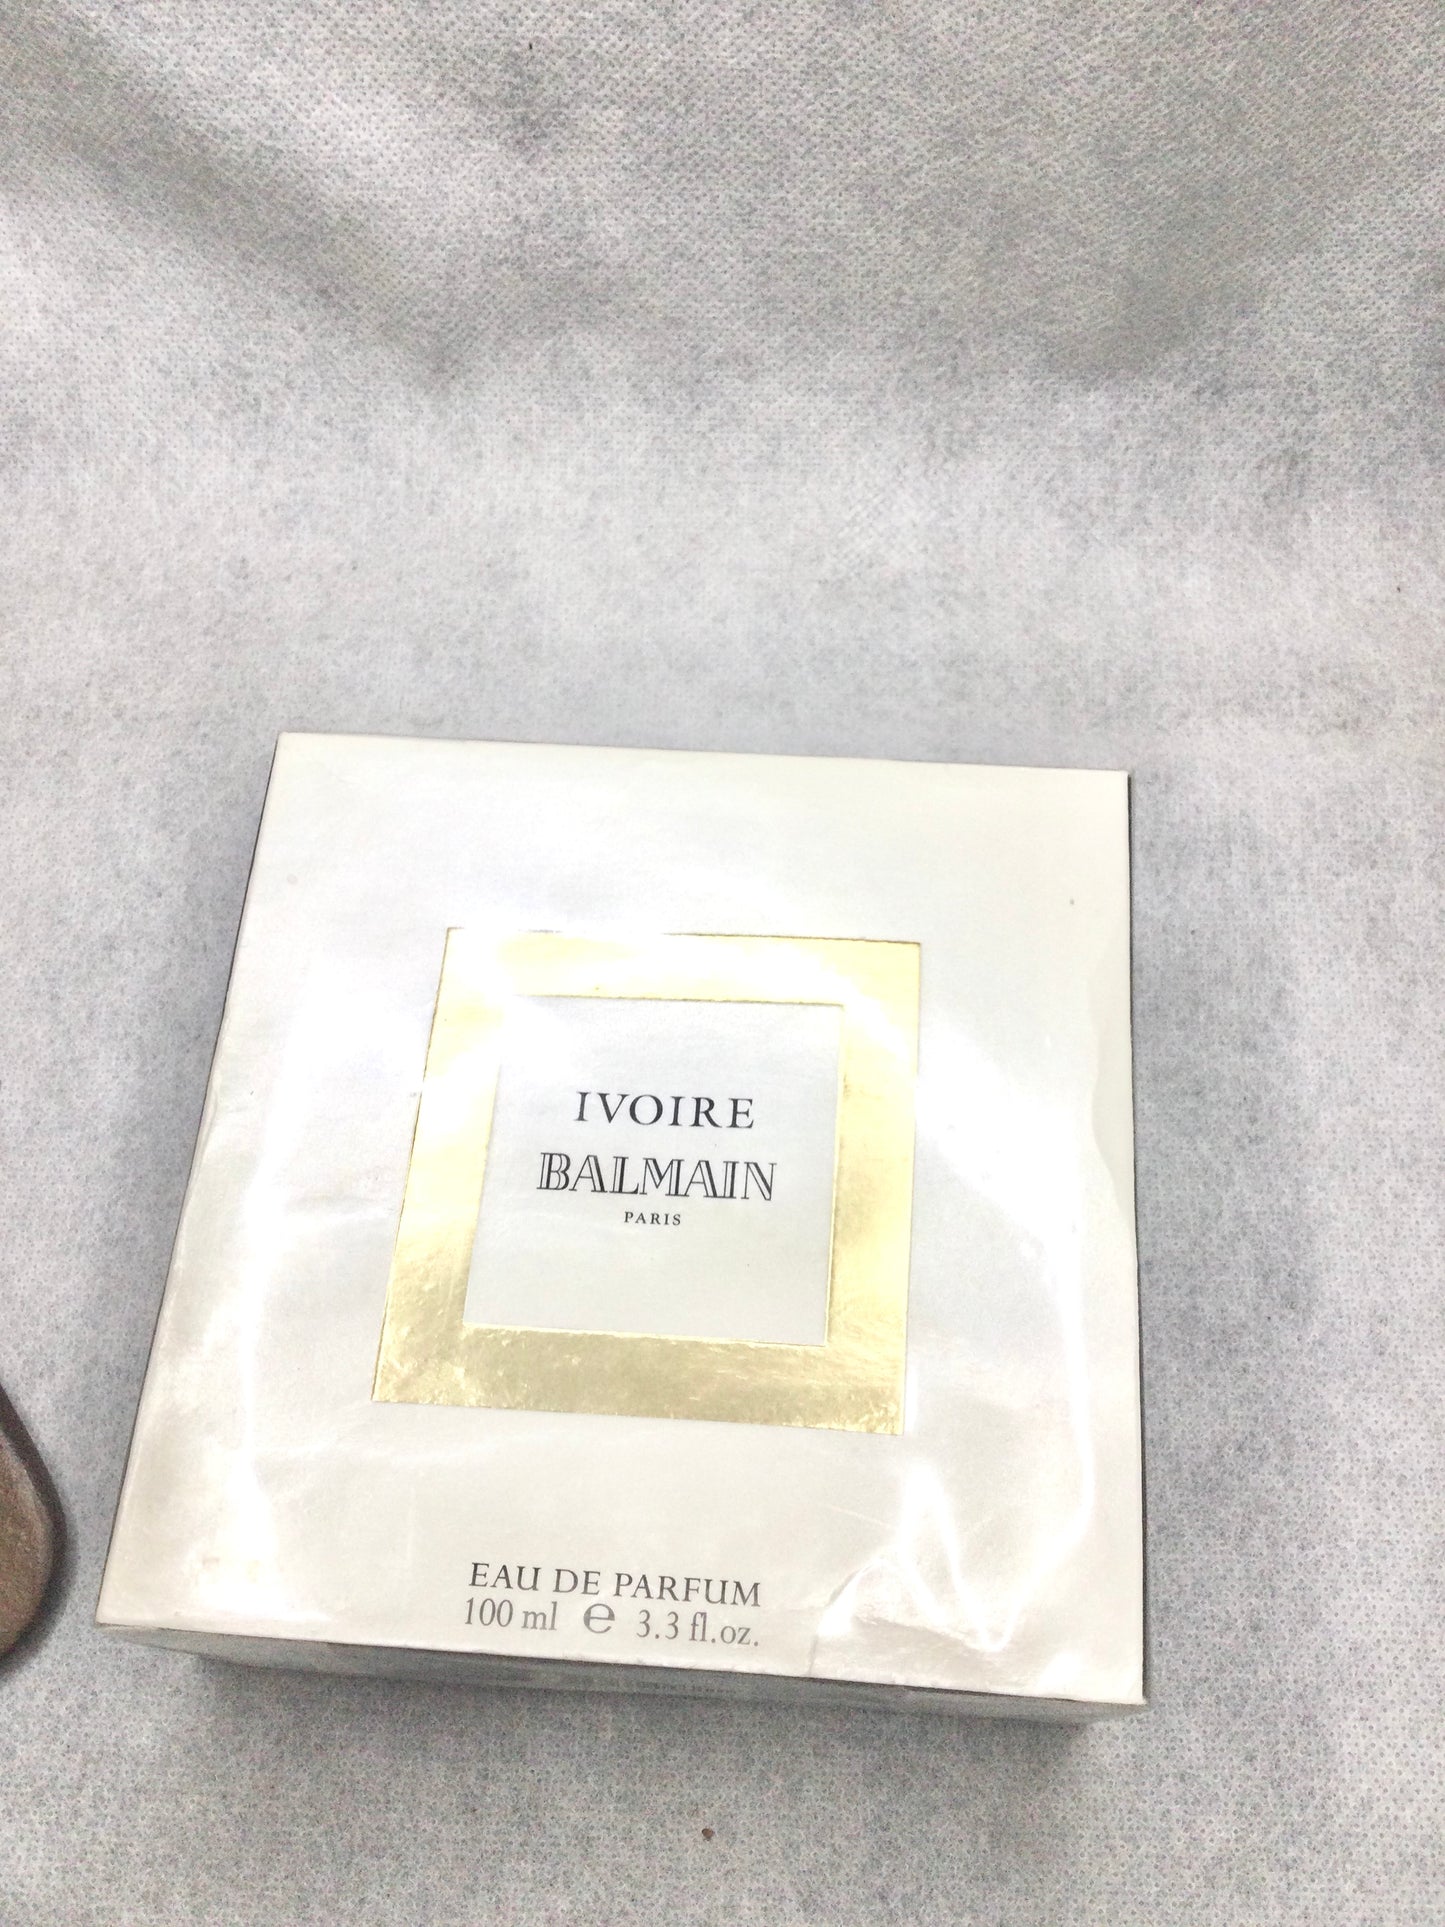 IVOIRE
BALMAIN
PARIS
EAU DE PARFUM
100 ml ℮ 3.3 fl.oz.